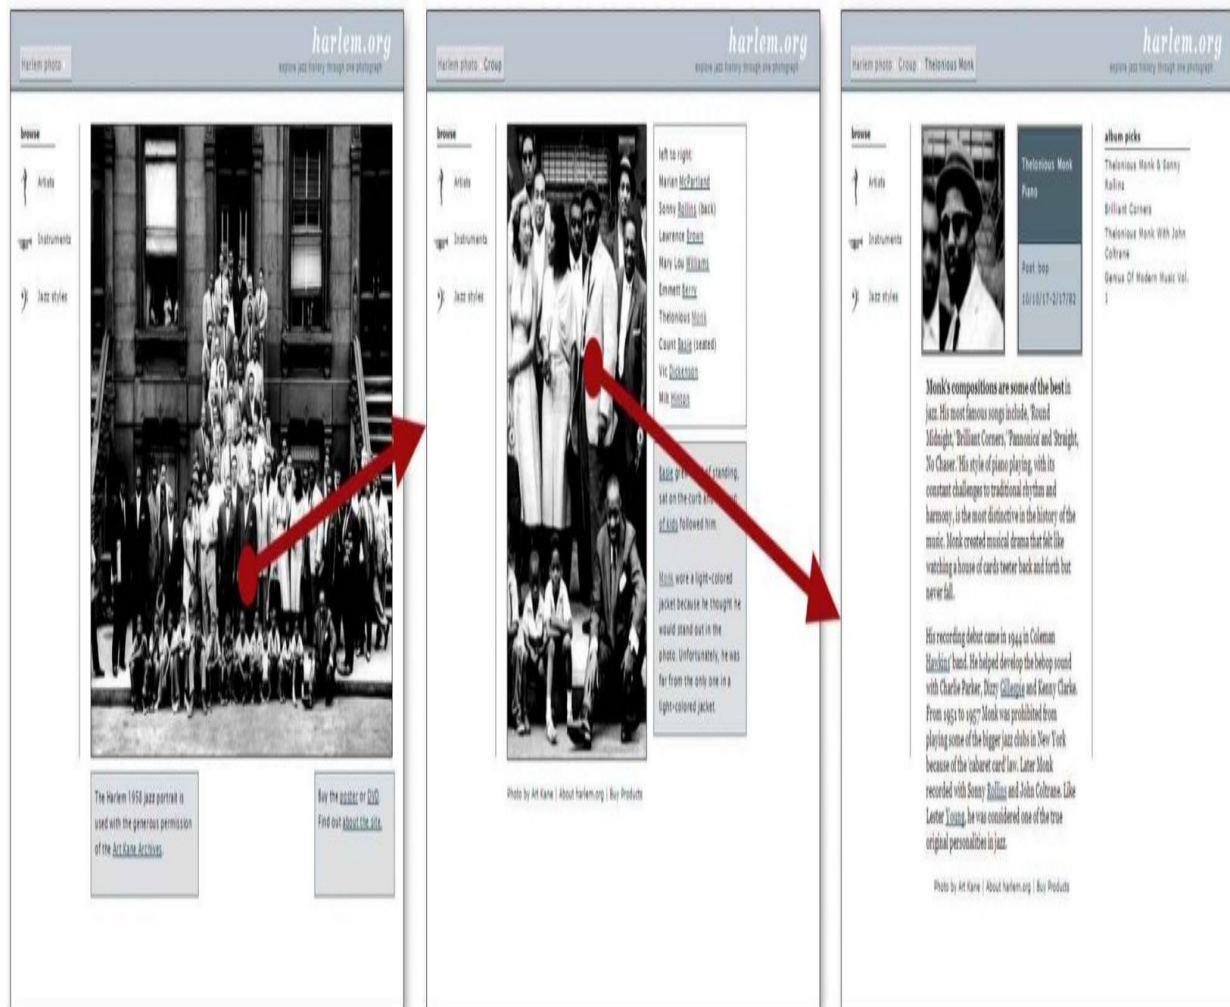 harlem.org
explore jazz history through one photograph
Harlem photo
browse
Artists
Instruments
Jazz styles
The Harlem 1958 jazz portrait is
used with the generous permission
of the Art Kane Archives.
Buy the poster or DVD.
Find out about the site.
harlem.org
explore jazz history through one photograph
Harlem photo Group
browse
Artists
Instruments
Jazz styles
left to right:
Marian McPartland
Sonny Rollins (back)
Lawrence Brown
Mary Lou Williams
Emmett Berry
Thelonious Monk
Count Basie (seated)
Vic Dickenson
Milt Hinton
Basie grew of standing,
sat on the curb and
of kids followed him.
Monk wore a light-colored
jacket because he thought he
would stand out in the
photo. Unfortunately, he was
far from the only one in a
light-colored jacket.
Photo by Art Kane | About harlem.org | Buy Products
harlem.org
explore jazz history through one photograph
Harlem photo Group Thelonious Monk
browse
Artists
Instruments
Jazz styles
Thelonious Monk
Piano
Post bop
10/10/17-2/17/82
album picks
Thelonious Monk & Sonny
Rollins
Brilliant Corners
Thelonious Monk With John
Coltrane
Genius Of Modern Music Vol.
1
Monk's compositions are some of the best in
jazz. His most famous songs include, 'Round
Midnight,' 'Brilliant Corners,' 'Pannonica' and 'Straight,
No Chaser.' His style of piano playing, with its
constant challenges to traditional rhythm and
harmony, is the most distinctive in the history of the
music. Monk created musical drama that felt like
watching a house of cards teeter back and forth but
never fall.
His recording debut came in 1944 in Coleman
Hawkins' band. He helped develop the bebop sound
with Charlie Parker, Dizzy Gillespie and Kenny Clarke.
From 1951 to 1957 Monk was prohibited from
playing some of the bigger jazz clubs in New York
because of the 'cabaret card' law. Later Monk
recorded with Sonny Rollins and John Coltrane. Like
Lester Young, he was considered one of the true
original personalities in jazz.
Photo by Art Kane | About harlem.org | Buy Products